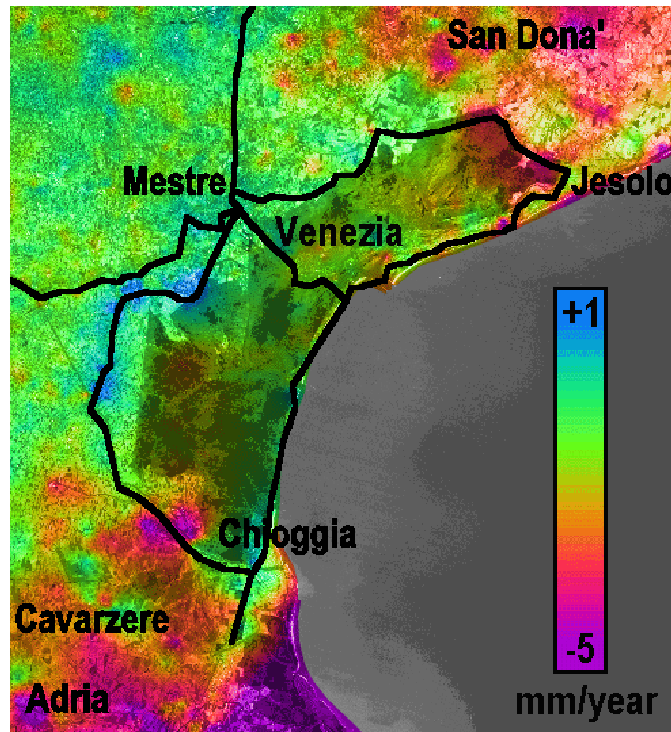 San Dona'
Mestre
Jesolo
Venezia
+1
Chioggia
Cavarzere
-5
Adria
mm/year